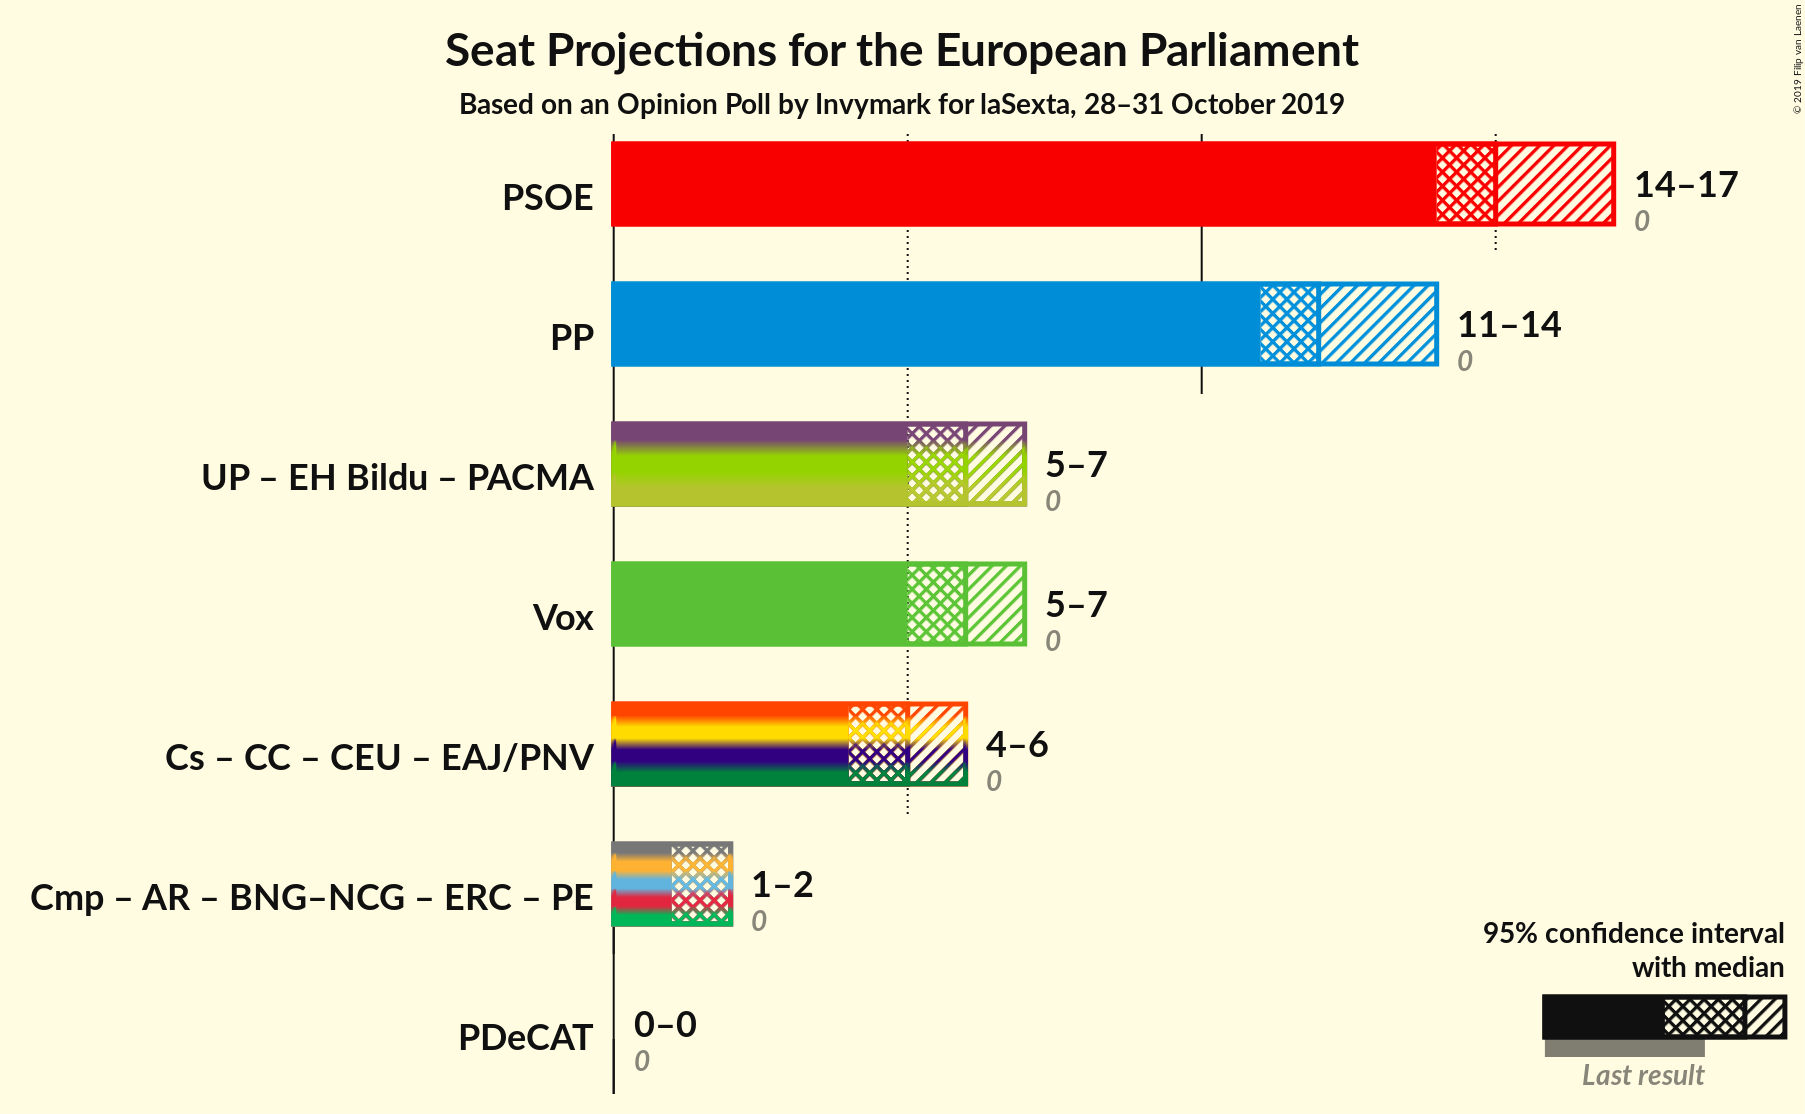 Seat Projections for the European Parliament
Based on an Opinion Poll by Invymark for laSexta, 28–31 October 2019
© 2019 Filip van Laenen
PSOE
14–17
0
PP
11–14
0
UP – EH Bildu – PACMA
5–7
0
Vox
5–7
0
Cs – CC – CEU – EAJ/PNV
4–6
0
Cmp – AR – BNG–NCG – ERC – PE
1–2
0
PDeCAT
0–0
0
95% confidence interval
with median
Last result